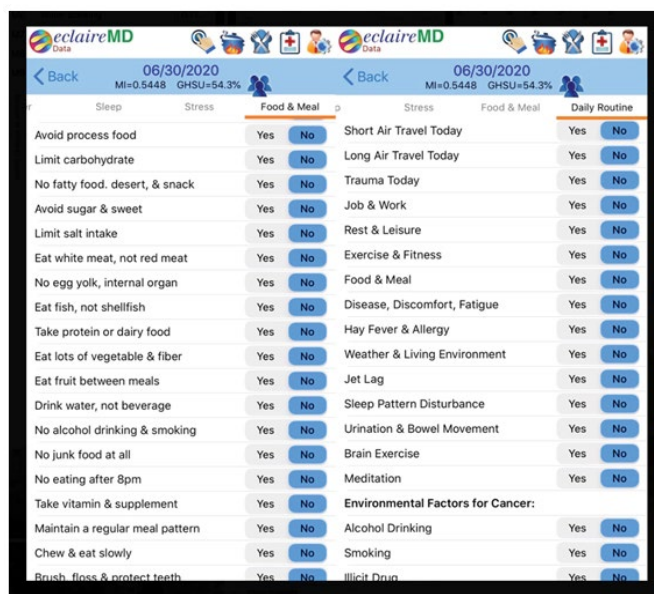 eclaireMD
Data
Back
06/30/2020
MI=0.5448 GHSU=54.3%
r Sleep Stress Food & Meal
Avoid process food Yes No
Limit carbohydrate Yes No
No fatty food. desert, & snack Yes No
Avoid sugar & sweet Yes No
Limit salt intake Yes No
Eat white meat, not red meat Yes No
No egg yolk, internal organ Yes No
Eat fish, not shellfish Yes No
Take protein or dairy food Yes No
Eat lots of vegetable & fiber Yes No
Eat fruit between meals Yes No
Drink water, not beverage Yes No
No alcohol drinking & smoking Yes No
No junk food at all Yes No
No eating after 8pm Yes No
Take vitamin & supplement Yes No
Maintain a regular meal pattern Yes No
Chew & eat slowly Yes No
Brush, floss & protect teeth Yes No
eclaireMD
Data
Back
06/30/2020
MI=0.5448 GHSU=54.3%
p Stress Food & Meal Daily Routine
Short Air Travel Today Yes No
Long Air Travel Today Yes No
Trauma Today Yes No
Job & Work Yes No
Rest & Leisure Yes No
Exercise & Fitness Yes No
Food & Meal Yes No
Disease, Discomfort, Fatigue Yes No
Hay Fever & Allergy Yes No
Weather & Living Environment Yes No
Jet Lag Yes No
Sleep Pattern Disturbance Yes No
Urination & Bowel Movement Yes No
Brain Exercise Yes No
Meditation Yes No
Environmental Factors for Cancer:
Alcohol Drinking Yes No
Smoking Yes No
Illicit Drug Yes No